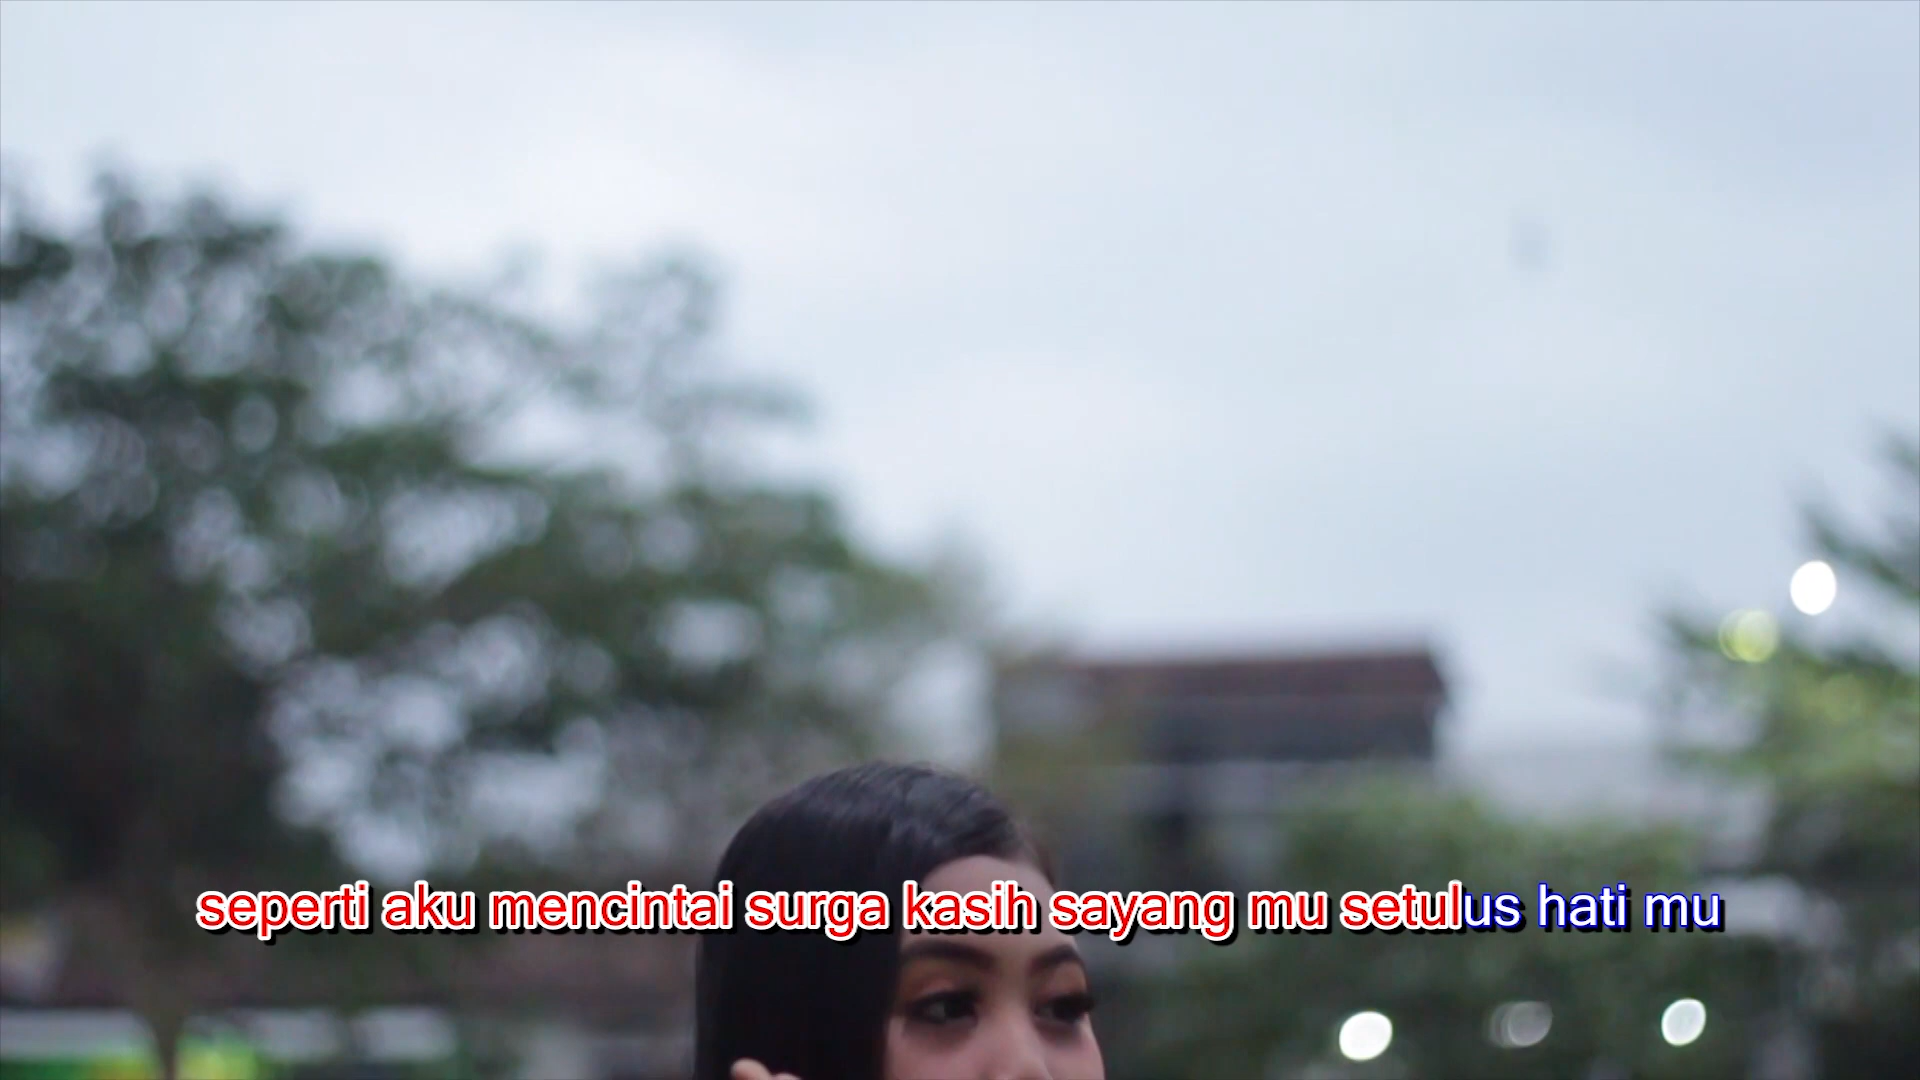 seperti aku mencintai surga kasih sayang mu setulus hati mu